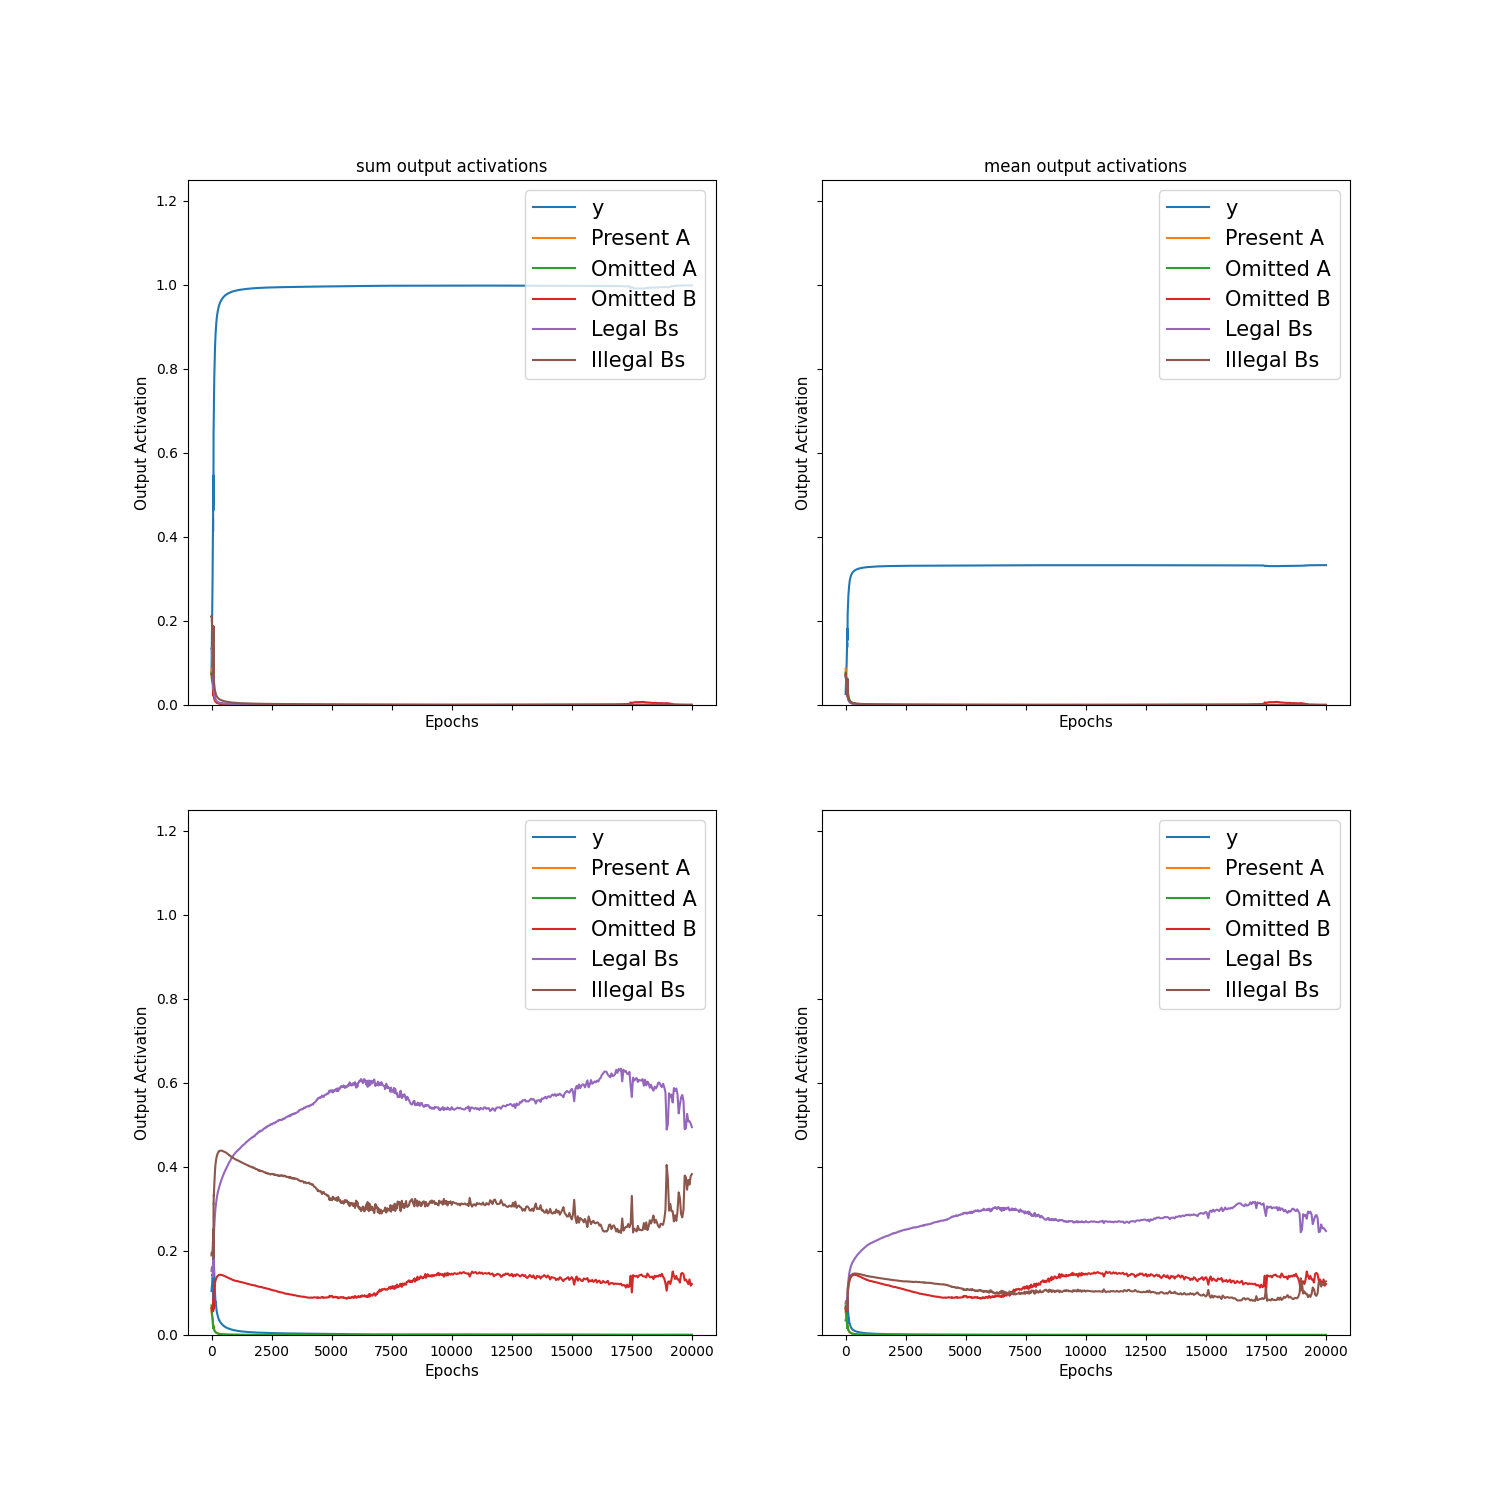 sum output activations
1.2
1.0
0.8
0.6
0.4
0.2
0.0
Output Activation
Epochs
y
Present A
Omitted A
Omitted B
Legal Bs
Illegal Bs
mean output activations
Output Activation
Epochs
y
Present A
Omitted A
Omitted B
Legal Bs
Illegal Bs
1.2
1.0
0.8
0.6
0.4
0.2
0.0
Output Activation
0 2500 5000 7500 10000 12500 15000 17500 20000
Epochs
y
Present A
Omitted A
Omitted B
Legal Bs
Illegal Bs
Output Activation
0 2500 5000 7500 10000 12500 15000 17500 20000
Epochs
y
Present A
Omitted A
Omitted B
Legal Bs
Illegal Bs